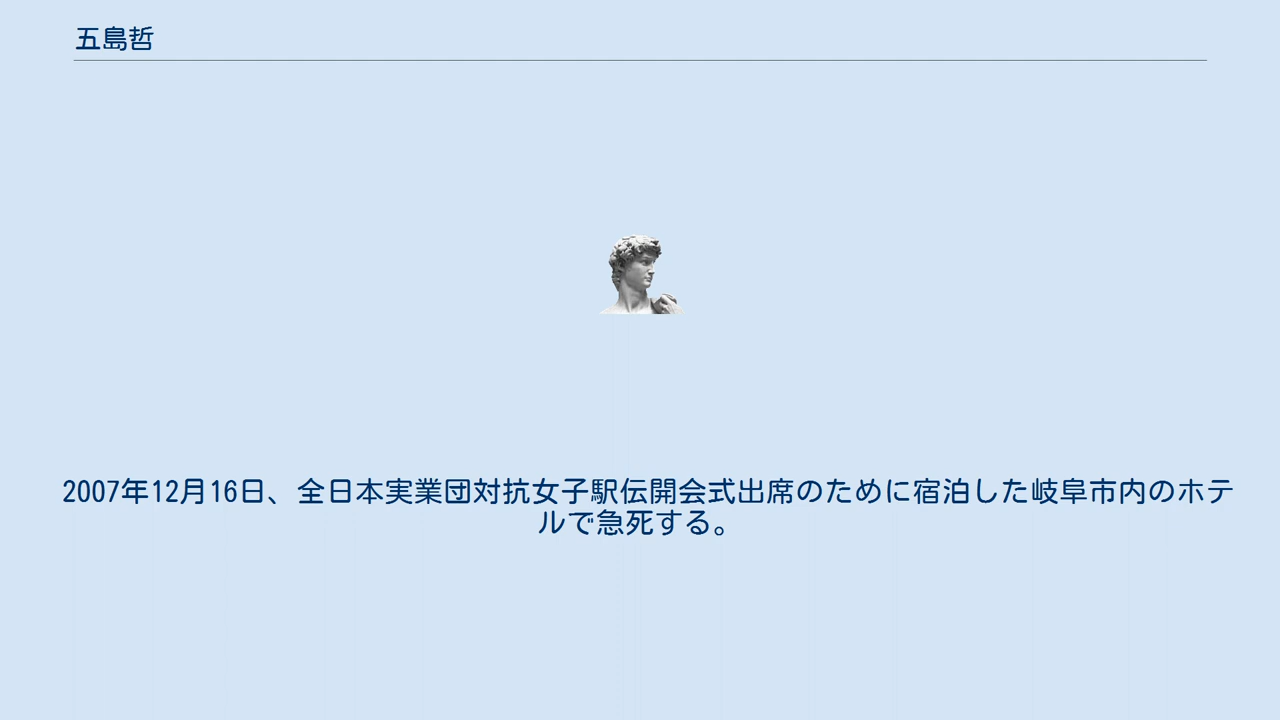 五島哲
2007年12月16日、全日本実業団対抗女子駅伝開会式出席のために宿泊した岐阜市内のホテ
ルで急死する。